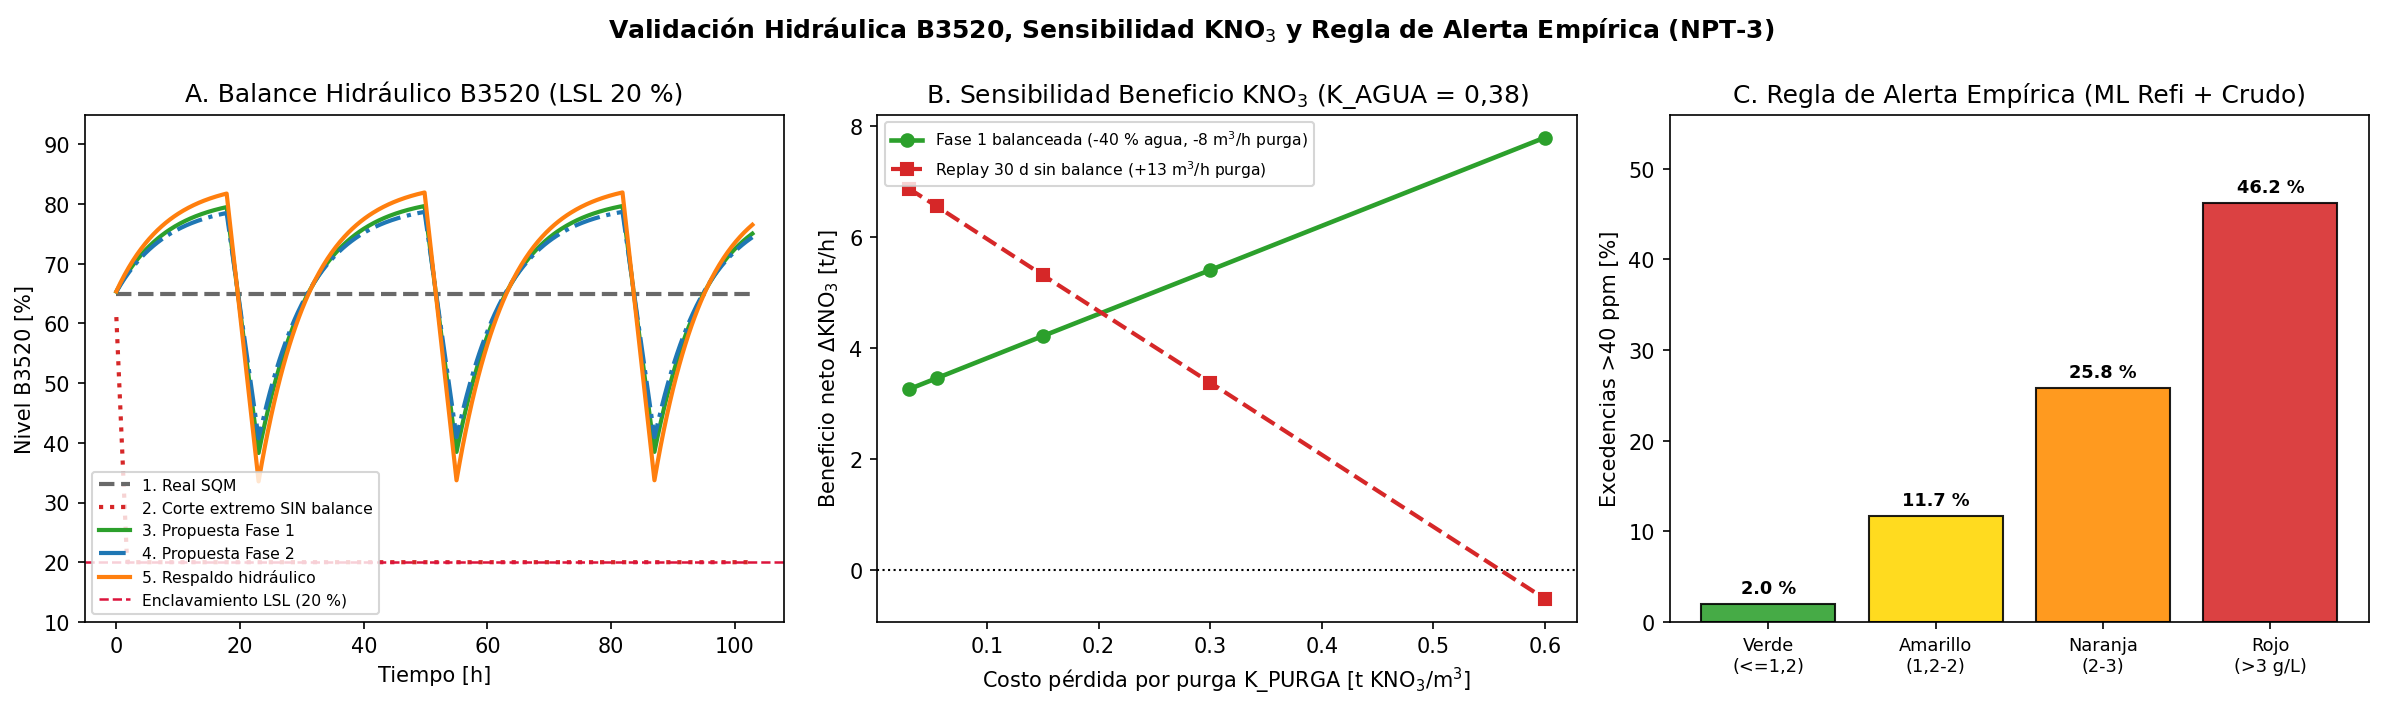 Validación Hidráulica B3520, Sensibilidad KNO₃ y Regla de Alerta Empírica (NPT-3)
A. Balance Hidráulico B3520 (LSL 20 %)
Nivel B3520 [%]
90
80
70
60
50
40
30
20
10
0
20
40
60
80
100
Tiempo [h]
1. Real SQM
2. Corte extremo SIN balance
3. Propuesta Fase 1
4. Propuesta Fase 2
5. Respaldo hidráulico
Enclavamiento LSL (20 %)
B. Sensibilidad Beneficio KNO₃ (K_AGUA = 0,38)
Fase 1 balanceada (-40 % agua, -8 m³/h purga)
Replay 30 d sin balance (+13 m³/h purga)
Beneficio neto ΔKNO₃ [t/h]
8
6
4
2
0
0.1
0.2
0.3
0.4
0.5
0.6
Costo pérdida por purga K_PURGA [t KNO₃/m³]
C. Regla de Alerta Empírica (ML Refi + Crudo)
Excedencias >40 ppm [%]
50
40
30
20
10
0
2.0 %
11.7 %
25.8 %
46.2 %
Verde
(<=1,2)
Amarillo
(1,2-2)
Naranja
(2-3)
Rojo
(>3 g/L)